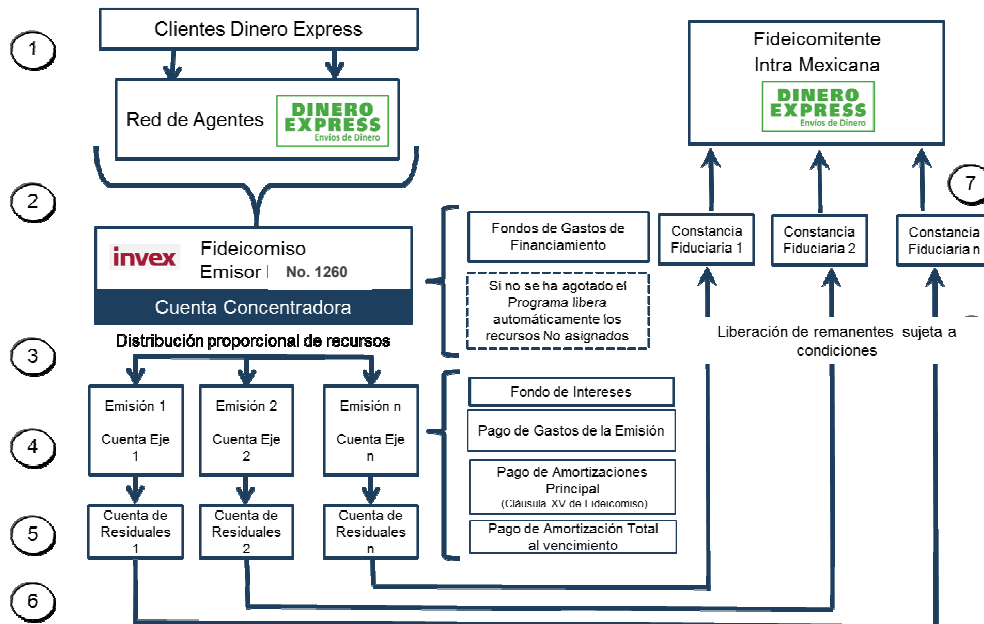 1
Clientes Dinero Express
Red de Agentes
DINERO
EXPRESS
Envíos de Dinero
Fideicomitente
Intra Mexicana
DINERO
EXPRESS
Envíos de Dinero
2
7
invex
Fideicomiso
Emisor
No. 1260
Cuenta Concentradora
Fondos de Gastos de
Financiamiento
Si no se ha agotado el
Programa libera
automáticamente los
recursos No asignados
Constancia
Fiduciaria 1
Constancia
Fiduciaria 2
Constancia
Fiduciaria n
Liberación de remanentes sujeta a
condiciones
3
Distribución proporcional de recursos
4
Emisión 1
Cuenta Eje
1
Emisión 2
Cuenta Eje
2
Emisión n
Cuenta Eje
n
Fondo de Intereses
Pago de Gastos de la Emisión
Pago de Amortizaciones
Principal
(Cláusula XV de Fideicomiso)
Pago de Amortización Total
al vencimiento
5
Cuenta de
Residuales
1
Cuenta de
Residuales
2
Cuenta de
Residuales
n
6